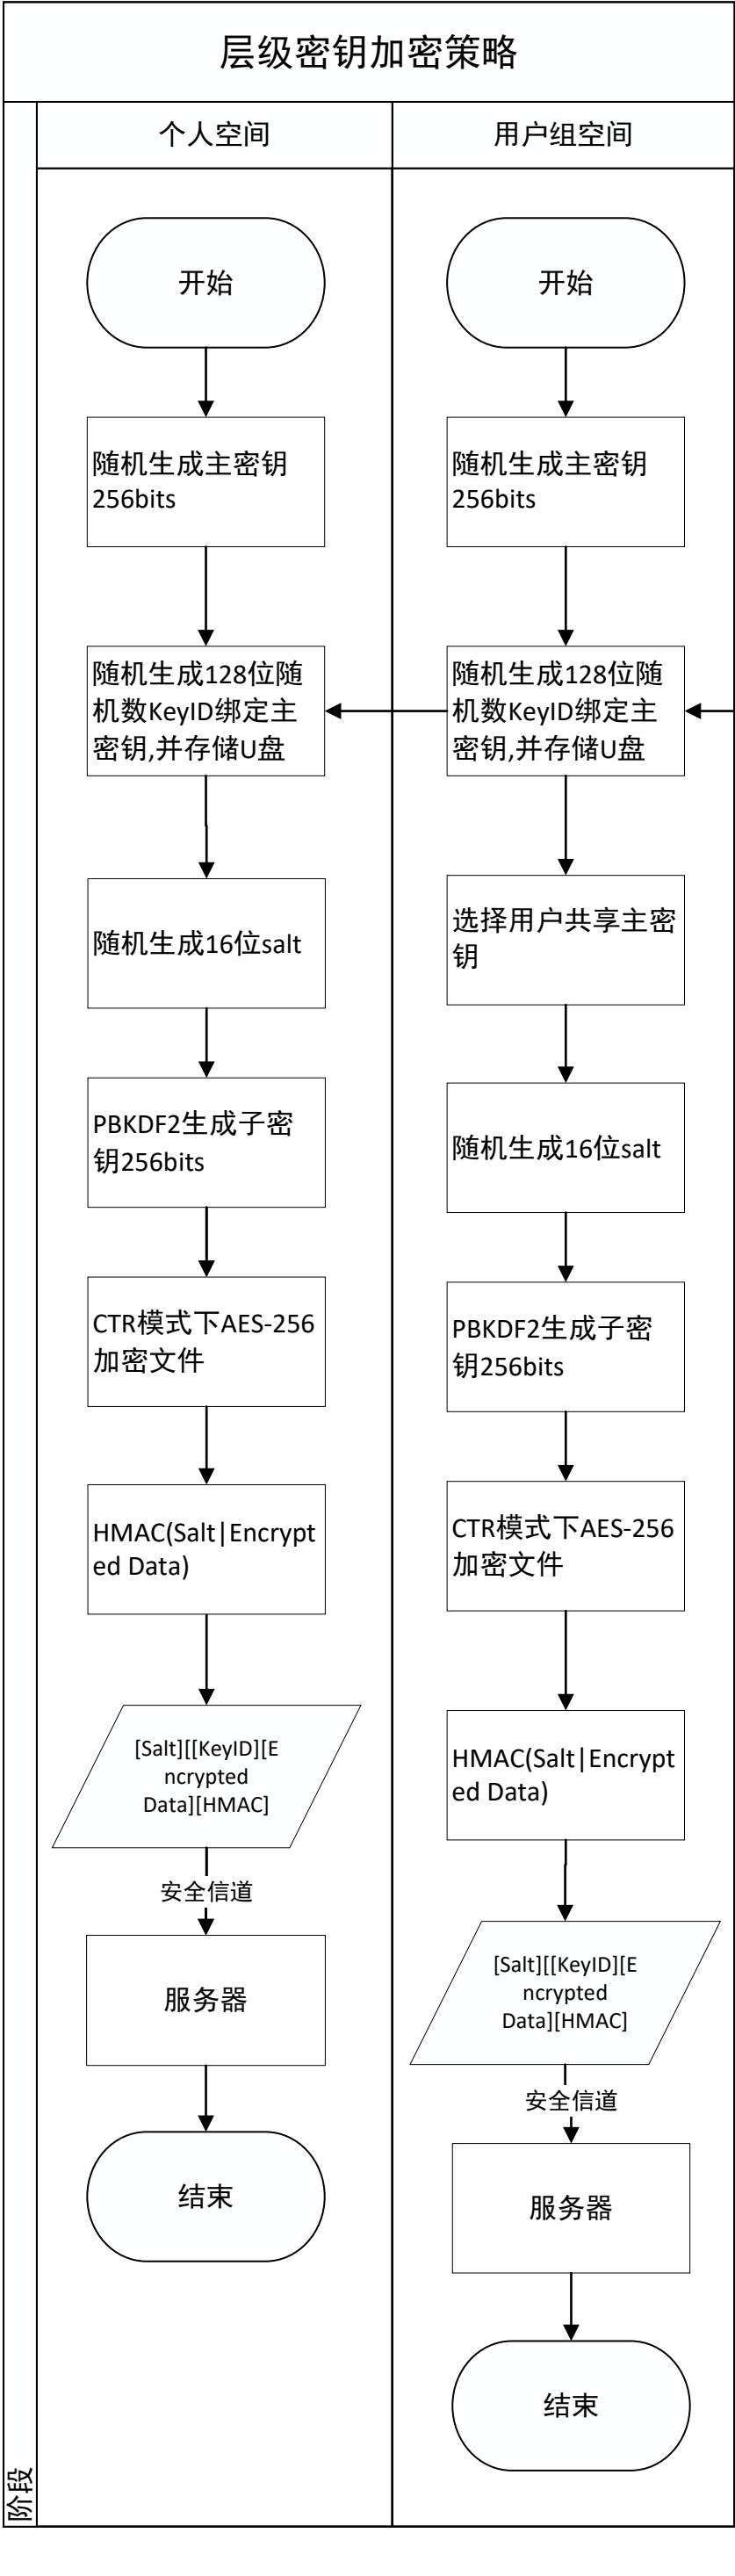 层级密钥加密策略
个人空间
用户组空间
开始
随机生成主密钥
256bits
随机生成128位随
机数KeyID绑定主
密钥,并存储U盘
随机生成16位salt
PBKDF2生成子密
钥256bits
CTR模式下AES-256
加密文件
HMAC(Salt|Encrypt
ed Data)
[Salt][[KeyID][E
ncrypted
Data][HMAC]
安全信道
服务器
结束
开始
随机生成主密钥
256bits
随机生成128位随
机数KeyID绑定主
密钥,并存储U盘
选择用户共享主密
钥
随机生成16位salt
PBKDF2生成子密
钥256bits
CTR模式下AES-256
加密文件
HMAC(Salt|Encrypt
ed Data)
[Salt][[KeyID][E
ncrypted
Data][HMAC]
安全信道
服务器
结束
阶段